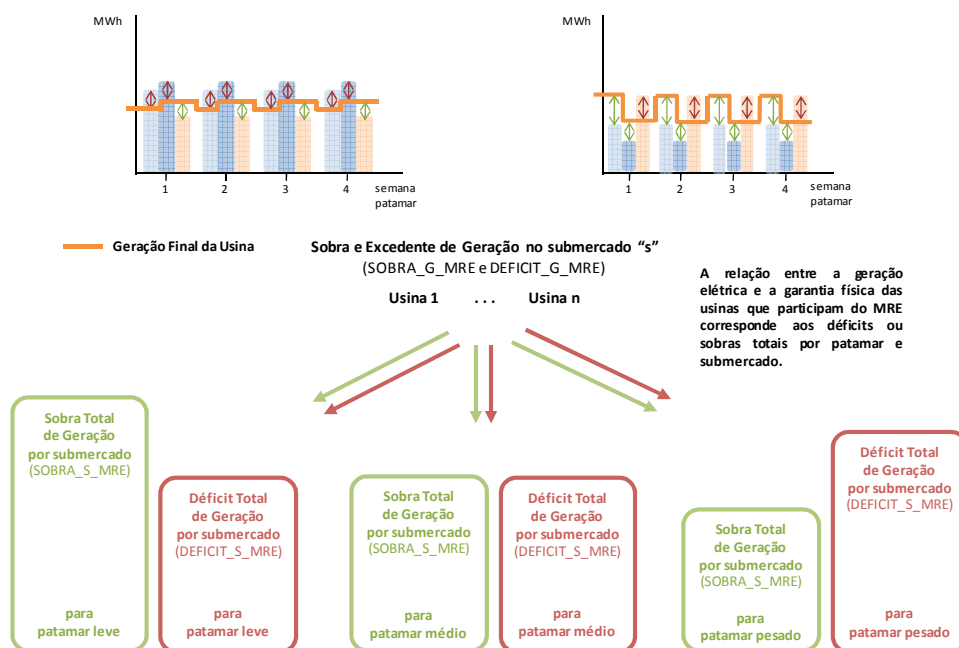 MWh
1
2
3
4
semana
patamar
MWh
1
2
3
4
semana
patamar
Geração Final da Usina
Sobra e Excedente de Geração no submercado “s”
(SOBRA_G_MRE e DEFICIT_G_MRE)
Usina 1 . . . Usina n
A relação entre a geração
elétrica e a garantia física das
usinas que participam do MRE
corresponde aos déficits ou
sobras totais por patamar e
submercado.
Sobra Total
de Geração
por submercado
(SOBRA_S_MRE)
para
patamar leve
Déficit Total
de Geração
por submercado
(DEFICIT_S_MRE)
para
patamar leve
Sobra Total
de Geração
por submercado
(SOBRA_S_MRE)
para
patamar médio
Déficit Total
de Geração
por submercado
(DEFICIT_S_MRE)
para
patamar médio
Sobra Total
de Geração
por submercado
(SOBRA_S_MRE)
para
patamar pesado
Déficit Total
de Geração
por submercado
(DEFICIT_S_MRE)
para
patamar pesado